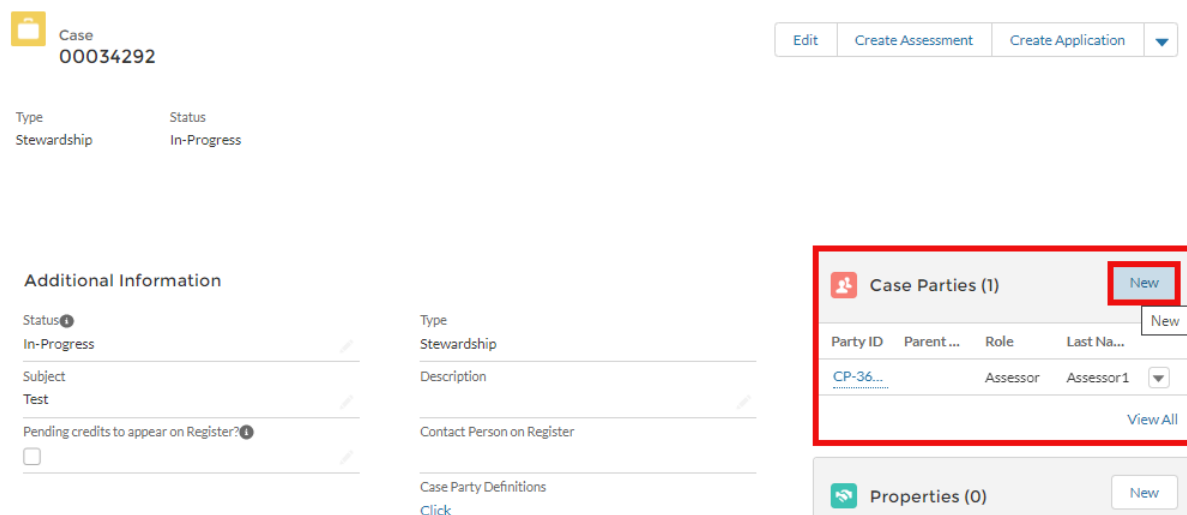 Case
00034292
Edit
Create Assessment
Create Application
Type
Status
Stewardship
In-Progress
Additional Information
Status
Type
In-Progress
Stewardship
Subject
Description
Test
Pending credits to appear on Register?
Contact Person on Register
Case Party Definitions
Click
Case Parties (1)
New
New
Party ID Parent ... Role Last Na...
CP-36... Assessor Assessor1
View All
Properties (0)
New